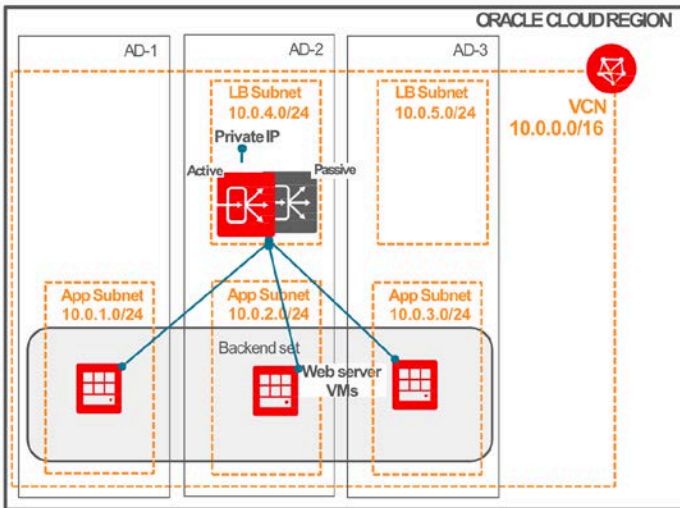 ORACLE CLOUD REGION
AD-1
AD-2
AD-3
LB Subnet
10.0.4.0/24
LB Subnet
10.0.5.0/24
VCN
10.0.0.0/16
Private IP
Active
Passive
App Subnet
10.0.1.0/24
App Subnet
10.0.2.0/24
App Subnet
10.0.3.0/24
Backend set
Web server
VMs